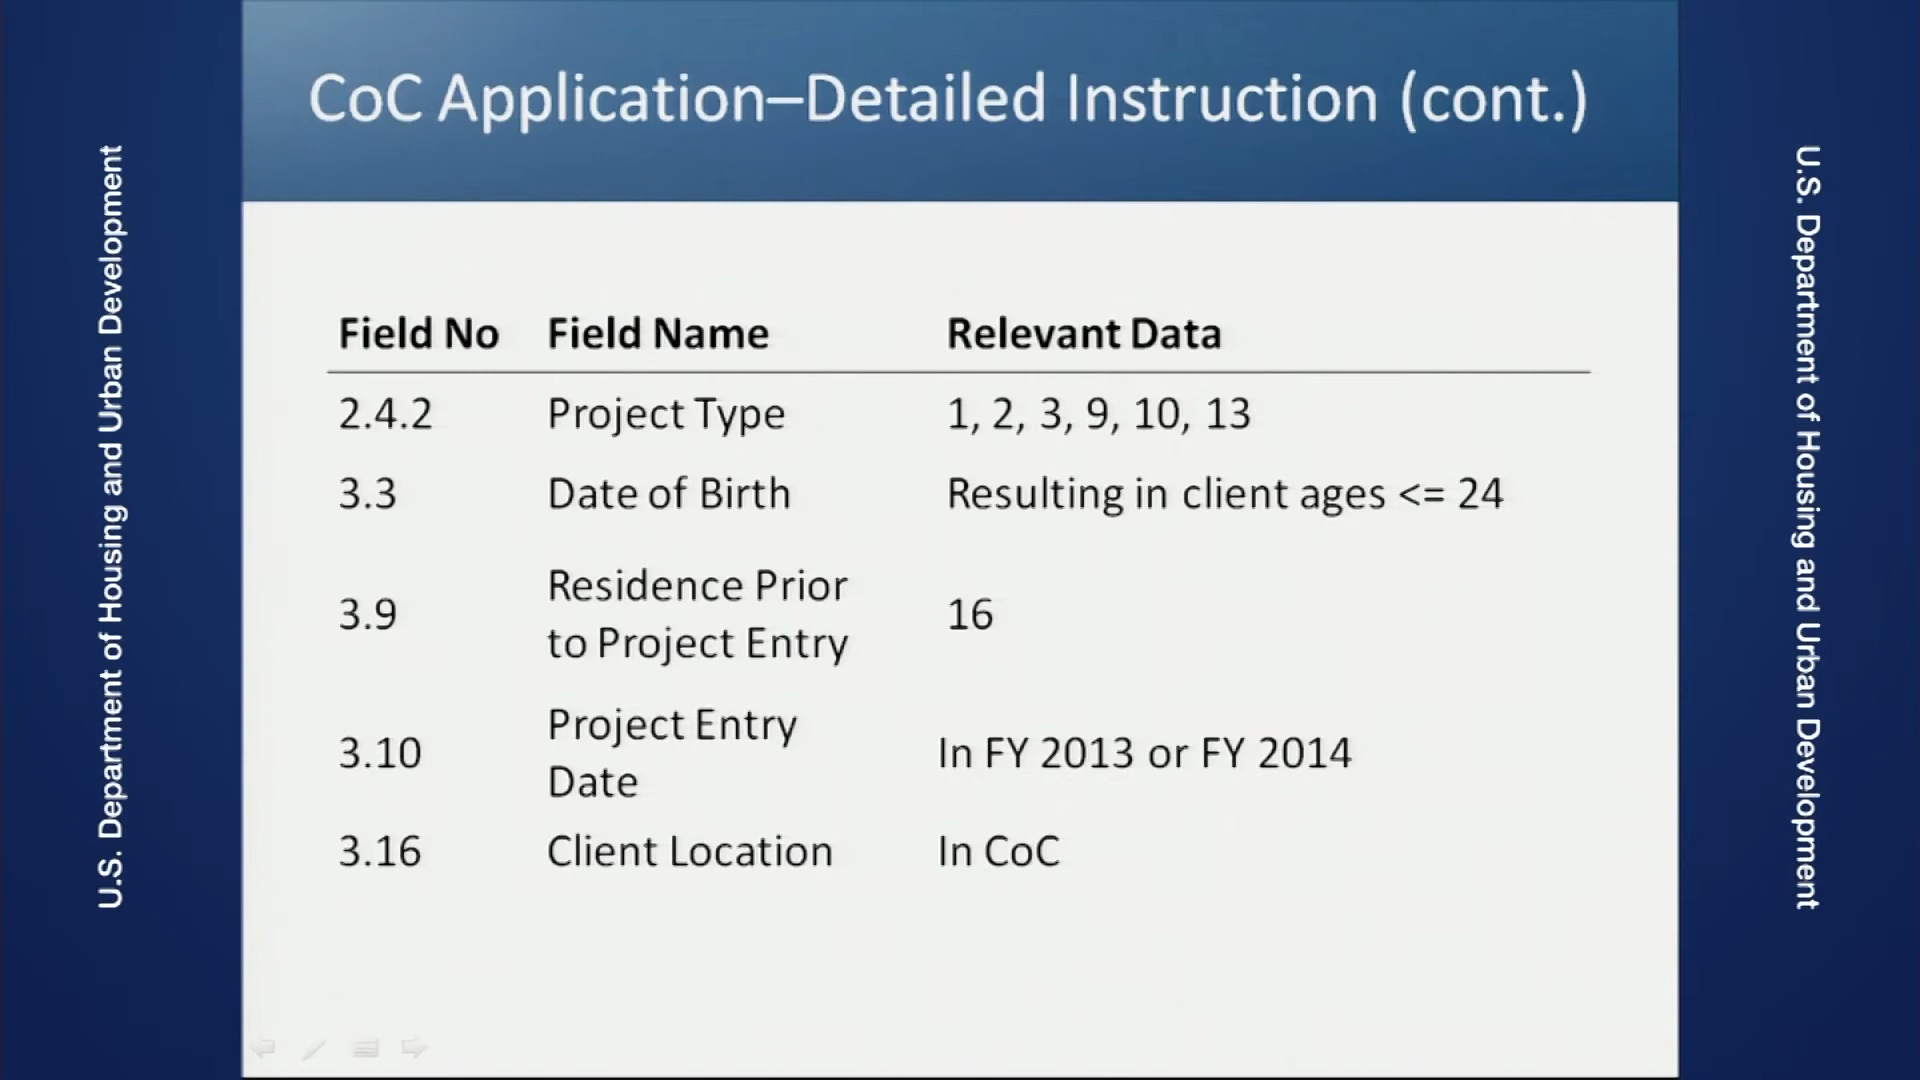 CoC Application–Detailed Instruction (cont.)
Field No Field Name Relevant Data
2.4.2 Project Type 1, 2, 3, 9, 10, 13
3.3 Date of Birth Resulting in client ages <= 24
3.9 Residence Prior to Project Entry 16
3.10 Project Entry Date In FY 2013 or FY 2014
3.16 Client Location In CoC
U.S. Department of Housing and Urban Development
U.S. Department of Housing and Urban Development